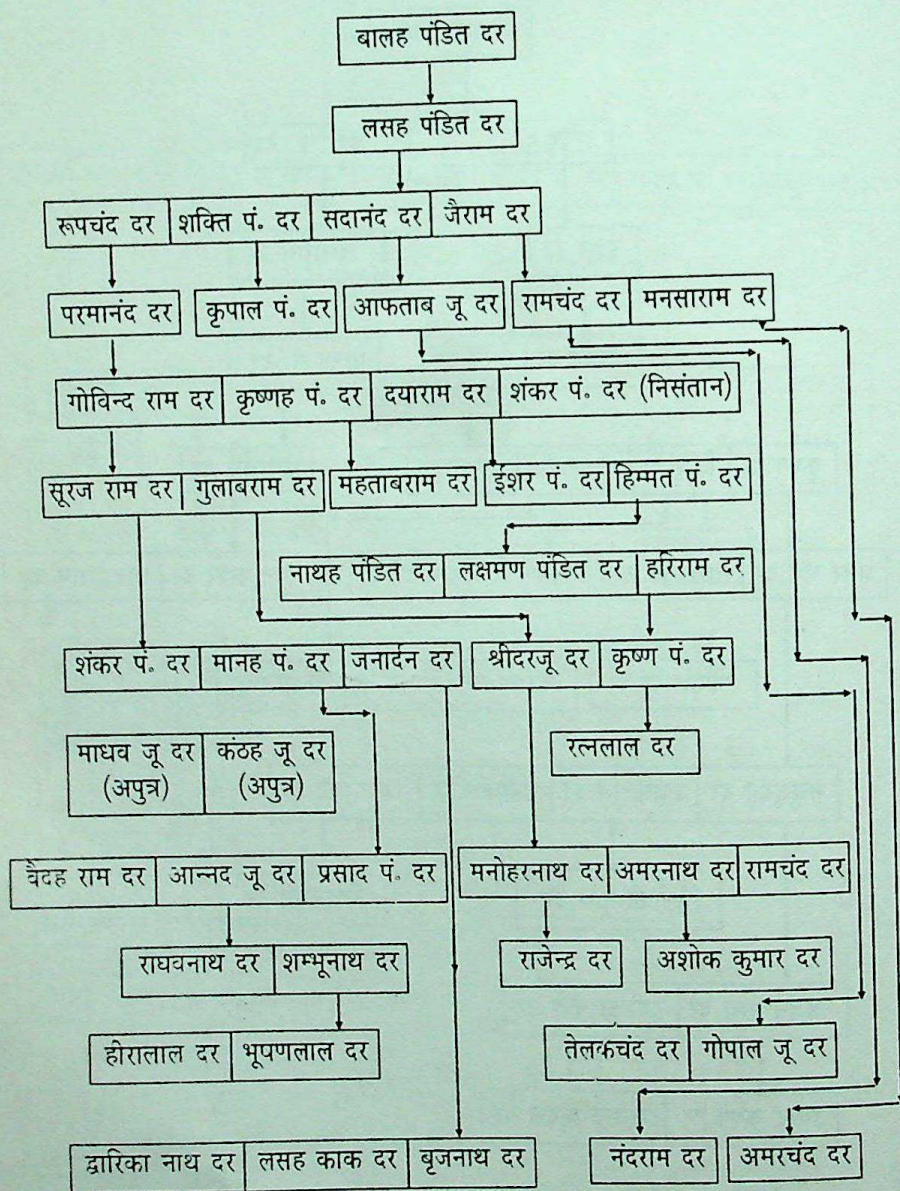 बालह पंडित दर
लसह पंडित दर
रूपचंद दर शक्ति पं. दर सदानंद दर जैराम दर
परमानंद दर कृपाल पं. दर आफताब जू दर रामचंद दर मनसाराम दर
गोविन्द राम दर कृष्णह पं. दर दयाराम दर शंकर पं. दर (निसंतान)
सूरज राम दर गुलाबराम दर महताबराम दर ईशर पं. दर हिम्मत पं. दर
नाथह पंडित दर लक्षमण पंडित दर हरिराम दर
शंकर पं. दर मानह पं. दर जनार्दन दर श्रीदरजू दर कृष्ण पं. दर
रत्नलाल दर
माधव जू दर कंठह जू दर
(अपुत्र) (अपुत्र)
वैदह राम दर आन्नद जू दर प्रसाद पं. दर मनोहरनाथ दर अमरनाथ दर रामचंद दर
राघवनाथ दर शम्भूनाथ दर राजेन्द्र दर अशोक कुमार दर
हीरालाल दर भूपणलाल दर तेलकचंद दर गोपाल जू दर
द्वारिका नाथ दर लसह काक दर बृजनाथ दर नंदराम दर अमरचंद दर